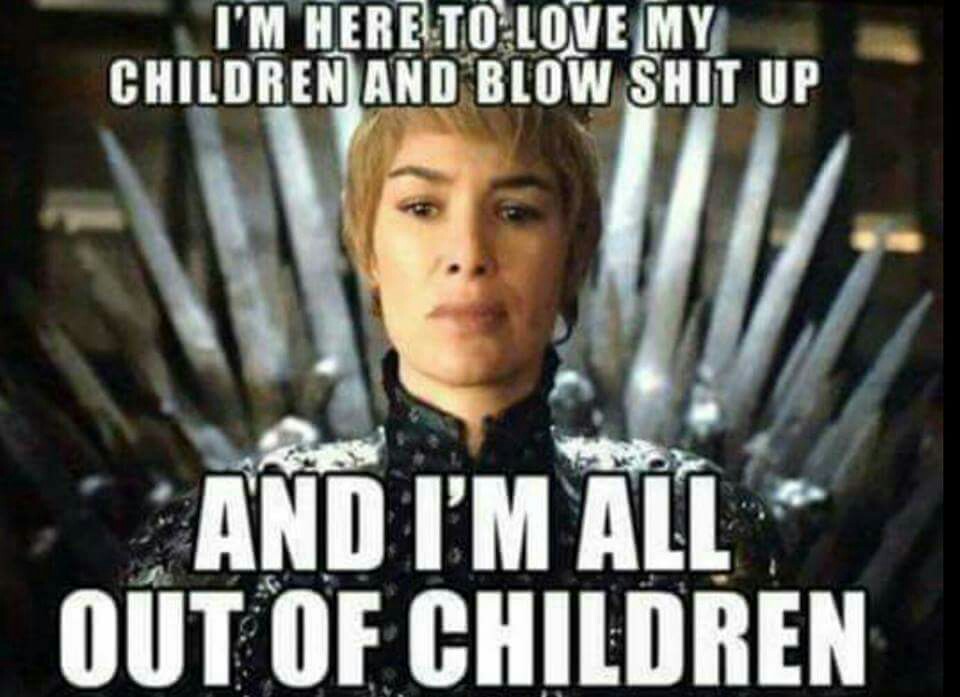 I'M HERE TO LOVE MY
CHILDREN AND BLOW SHIT UP
AND I'M ALL
OUT OF CHILDREN